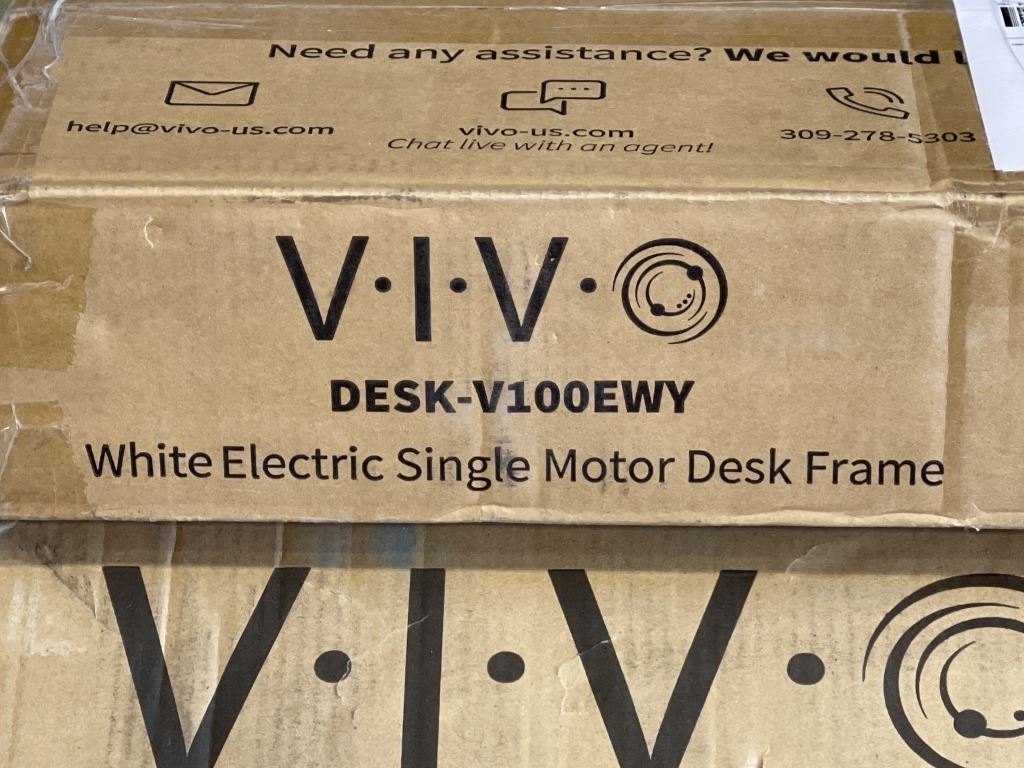 Need any assistance? We would
help@vivo-us.com
vivo-us.com
Chat live with an agent!
309-278-5303
V·I·V·O
DESK-V100EWY
White Electric Single Motor Desk Frame
V·I·V·O